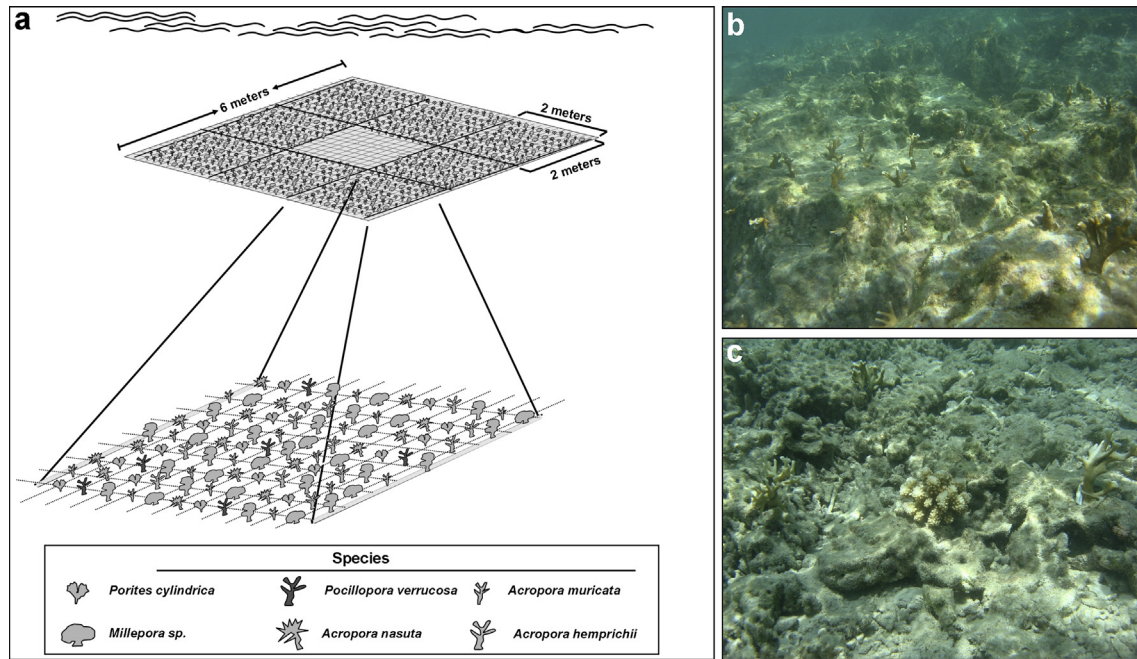 a
6 meters
2 meters
2 meters
Species
Porites cylindrica
Pocillopora verrucosa
Acropora muricata
Millepora sp.
Acropora nasuta
Acropora hemprichii
b
c